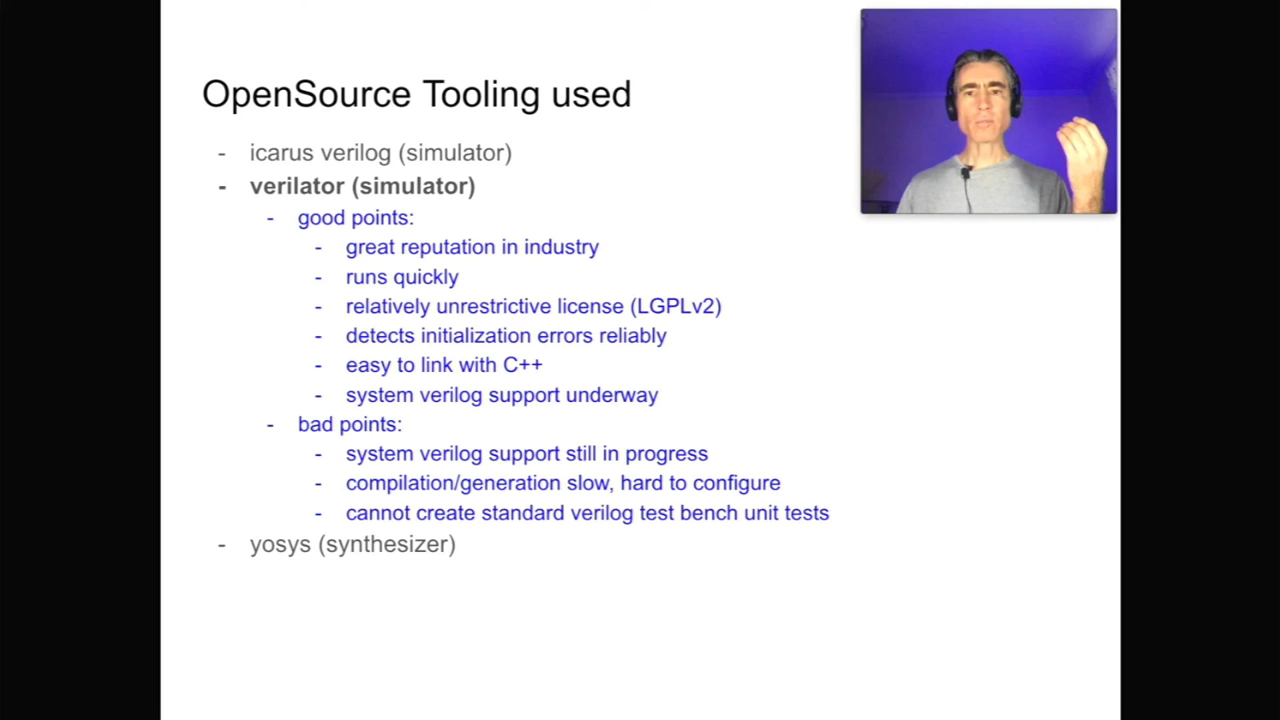 OpenSource Tooling used
- icarus verilog (simulator)
- verilator (simulator)
- good points:
- great reputation in industry
- runs quickly
- relatively unrestrictive license (LGPLv2)
- detects initialization errors reliably
- easy to link with C++
- system verilog support underway
- bad points:
- system verilog support still in progress
- compilation/generation slow, hard to configure
- cannot create standard verilog test bench unit tests
- yosys (synthesizer)